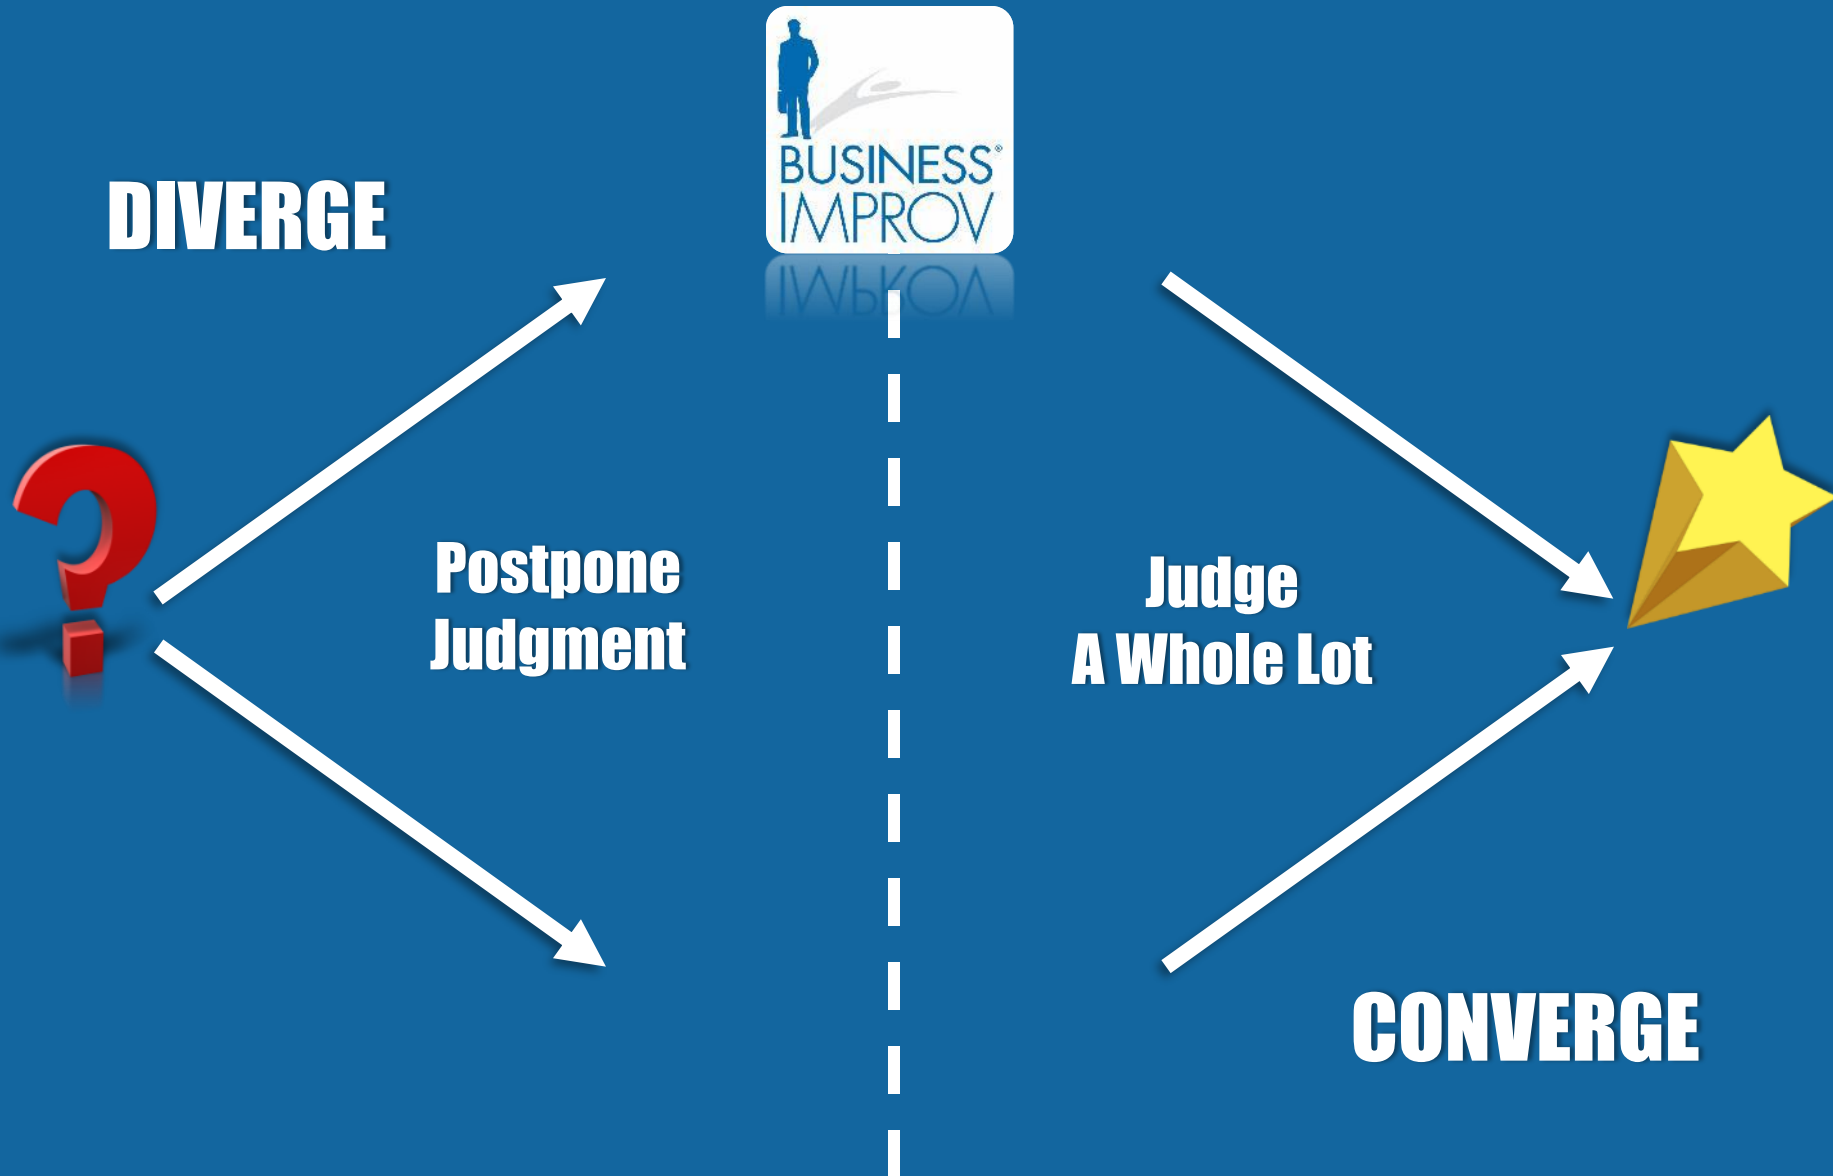 BUSINESS®
IMPROV
DIVERGE
Postpone
Judgment
Judge
A Whole Lot
CONVERGE